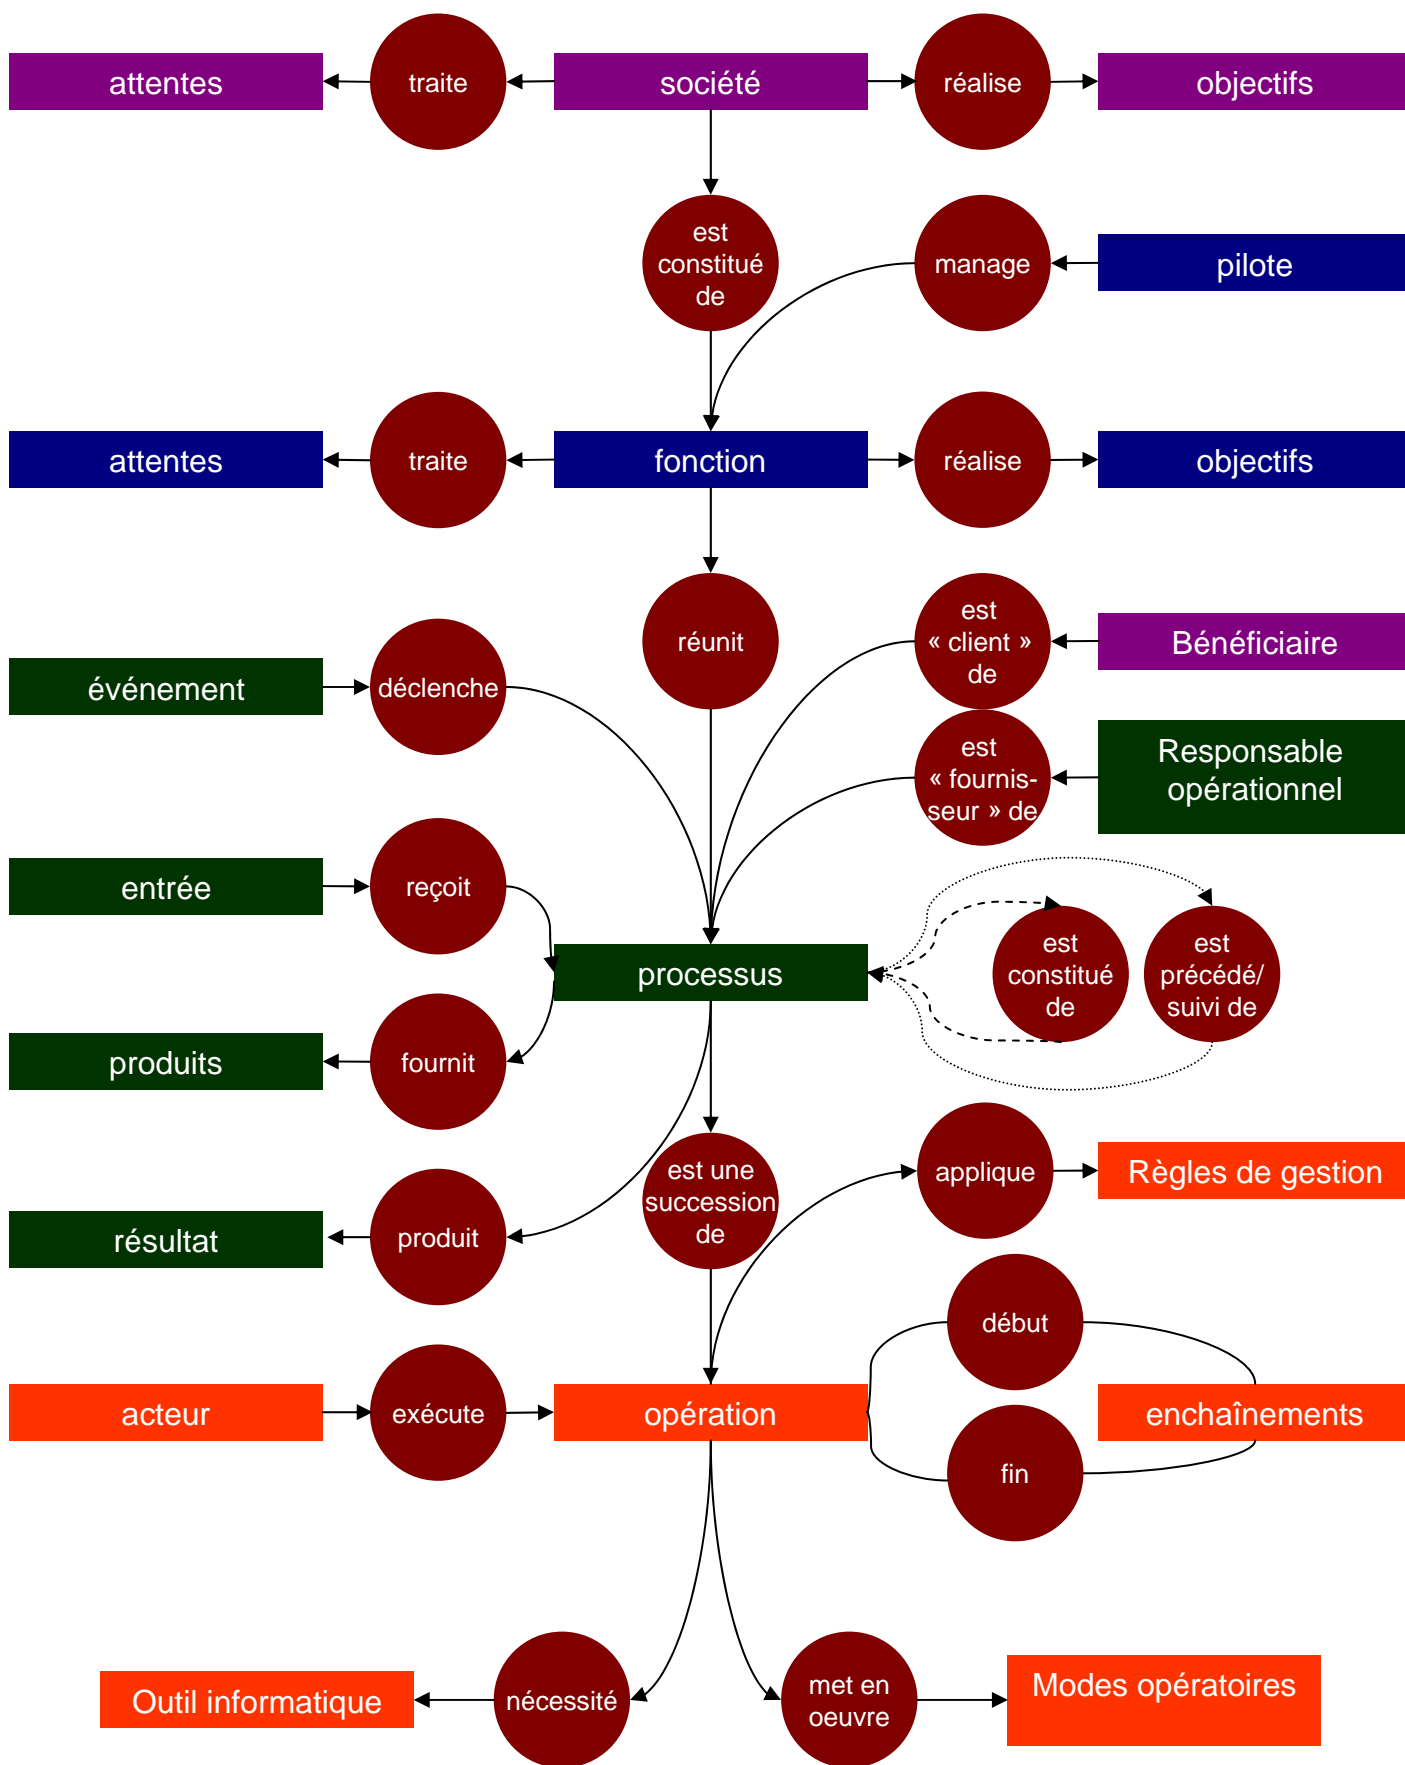 attentes
traite
société
réalise
objectifs
est
constitué
de
manage
pilote
attentes
traite
fonction
réalise
objectifs
réunit
est
« client »
de
Bénéficiaire
événement
déclenche
est
« fournis-
seur » de
Responsable
opérationnel
entrée
reçoit
processus
est
constitué
de
est
précédé/
suivi de
produits
fournit
est une
succession
de
applique
Règles de gestion
résultat
produit
début
acteur
exécute
opération
enchaînements
fin
Outil informatique
nécessité
met en
oeuvre
Modes opératoires